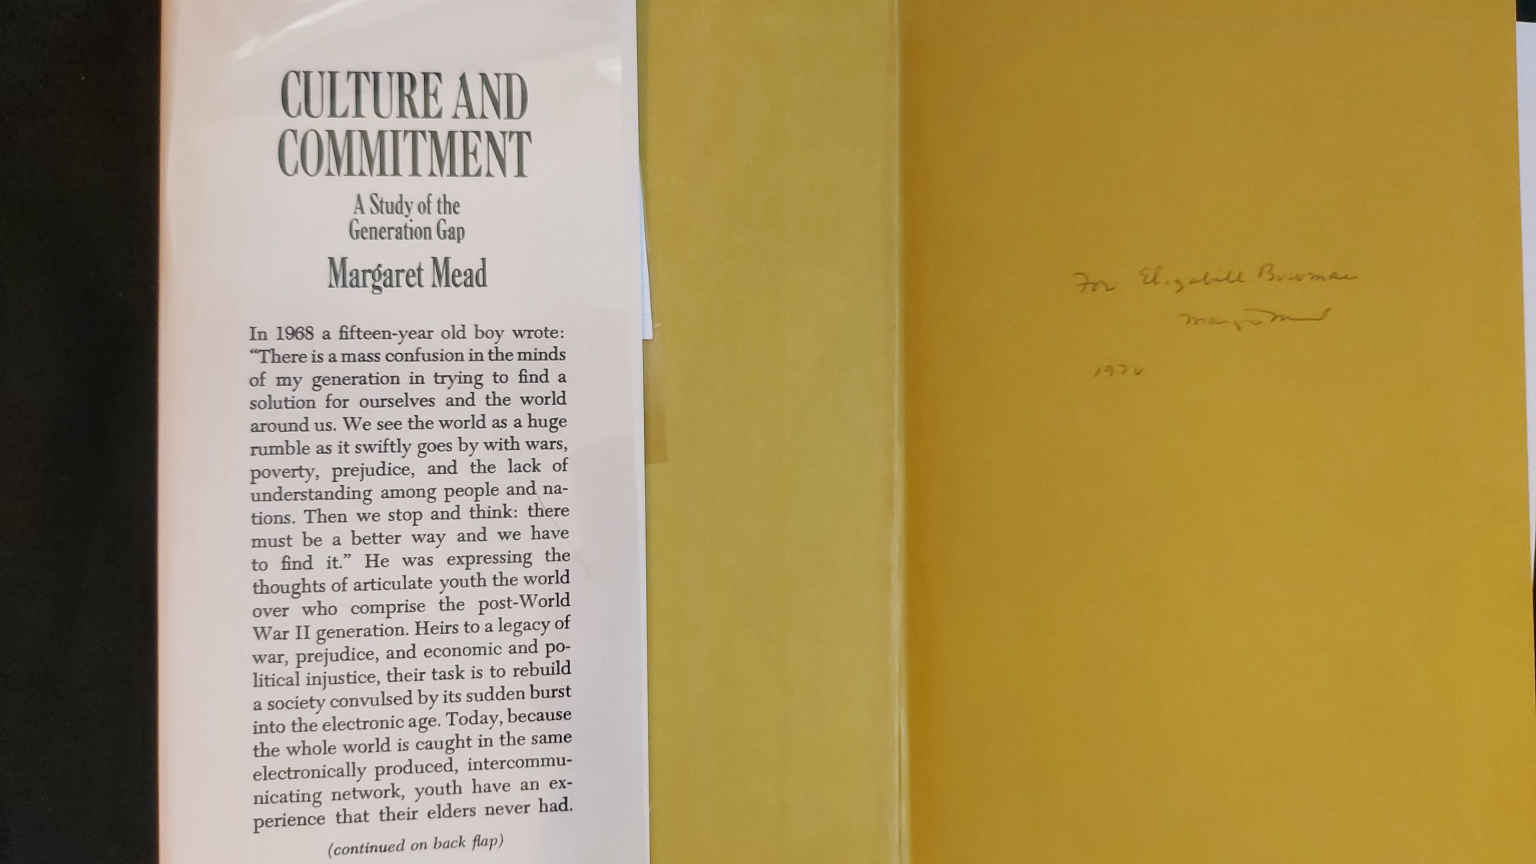 CULTURE AND
COMMITMENT
A Study of the
Generation Gap
Margaret Mead
In 1968 a fifteen-year old boy wrote:
“There is a mass confusion in the minds
of my generation in trying to find a
solution for ourselves and the world
around us. We see the world as a huge
rumble as it swiftly goes by with wars,
poverty, prejudice, and the lack of
understanding among people and na-
tions. Then we stop and think: there
must be a better way and we have
to find it.” He was expressing the
thoughts of articulate youth the world
over who comprise the post-World
War II generation. Heirs to a legacy of
war, prejudice, and economic and po-
litical injustice, their task is to rebuild
a society convulsed by its sudden burst
into the electronic age. Today, because
the whole world is caught in the same
electronically produced, intercommu-
nicating network, youth have an ex-
perience that their elders never had.
(continued on back flap)
For Elizabeth Bowman
Margaret Mead